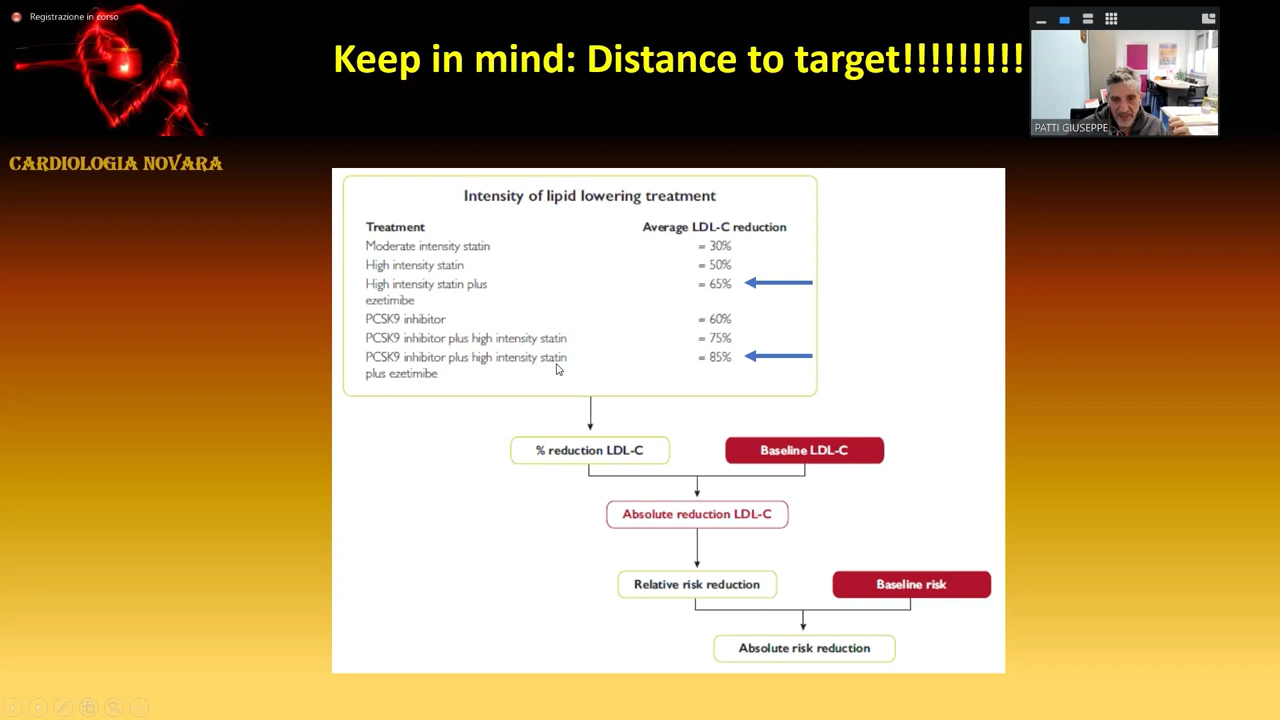 Registrazione in corso
Keep in mind: Distance to target!!!!!!!!!
PATTI GIUSEPPE
CARDIOLOGIA NOVARA
Intensity of lipid lowering treatment
Treatment Average LDL-C reduction
Moderate intensity statin = 30%
High intensity statin = 50%
High intensity statin plus = 65%
ezetimibe
PCSK9 inhibitor = 60%
PCSK9 inhibitor plus high intensity statin = 75%
PCSK9 inhibitor plus high intensity statin = 85%
plus ezetimibe
% reduction LDL-C Baseline LDL-C
Absolute reduction LDL-C
Relative risk reduction Baseline risk
Absolute risk reduction